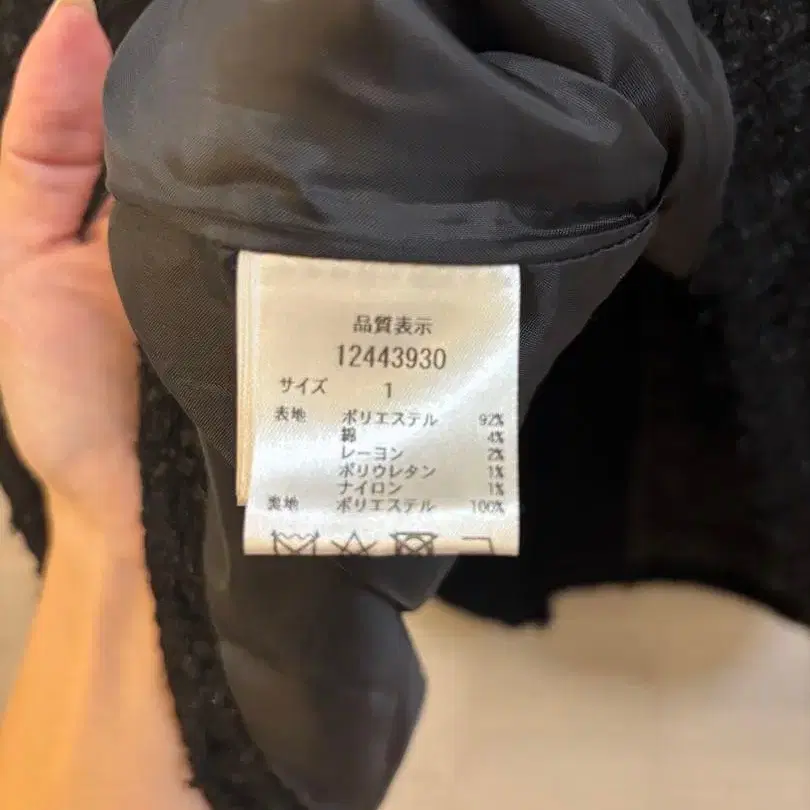 品質表示
12443930
サイズ 1
表地 ポリエステル 92%
綿 4%
レーヨン 2%
ポリウレタン 1%
ナイロン 1%
裏地 ポリエステル 100%